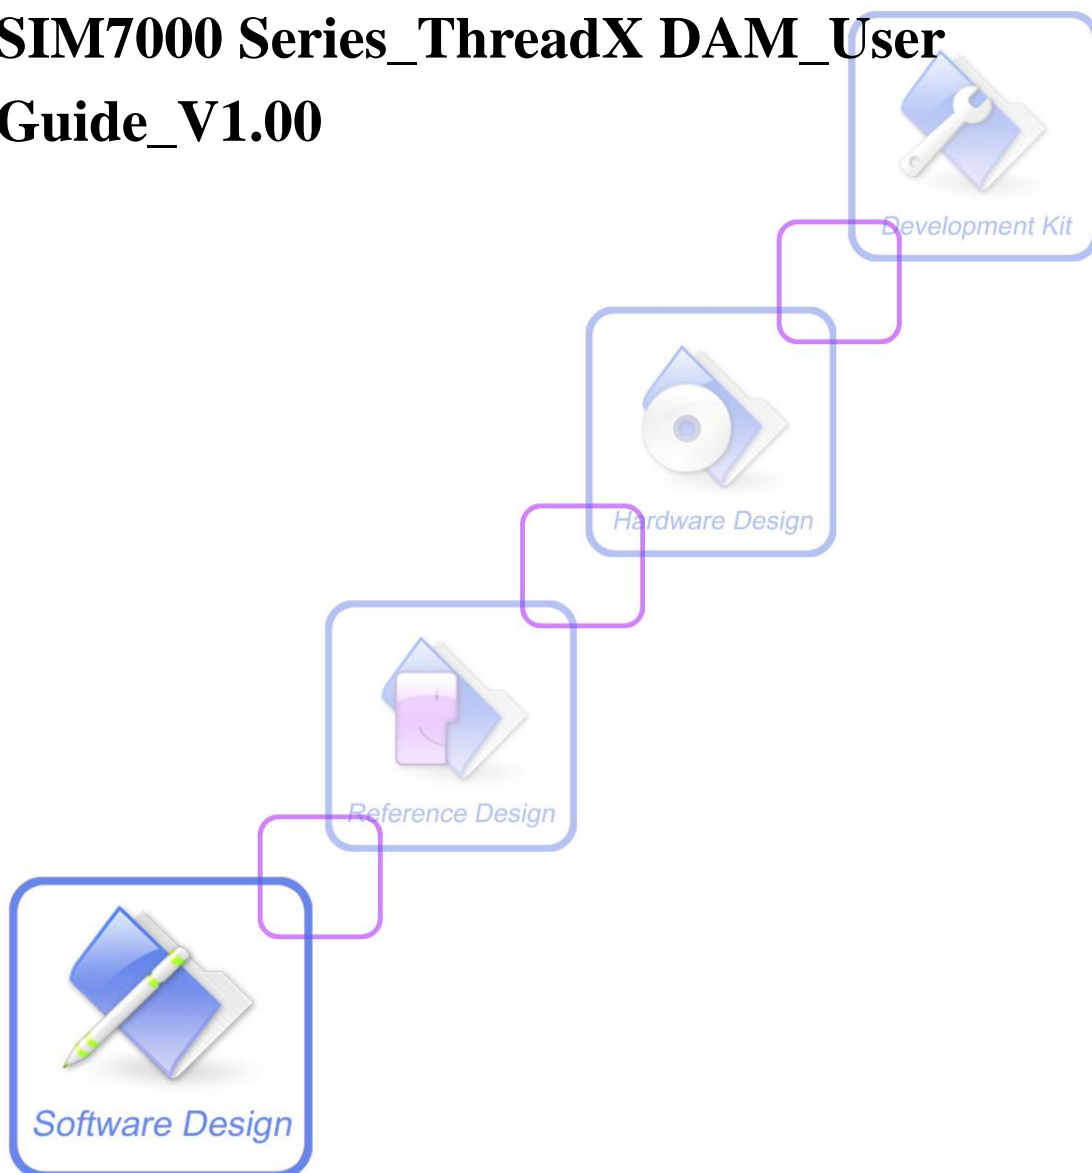 SIM7000 Series_ThreadX DAM_User
Guide_V1.00
Development Kit
Hardware Design
Reference Design
Software Design